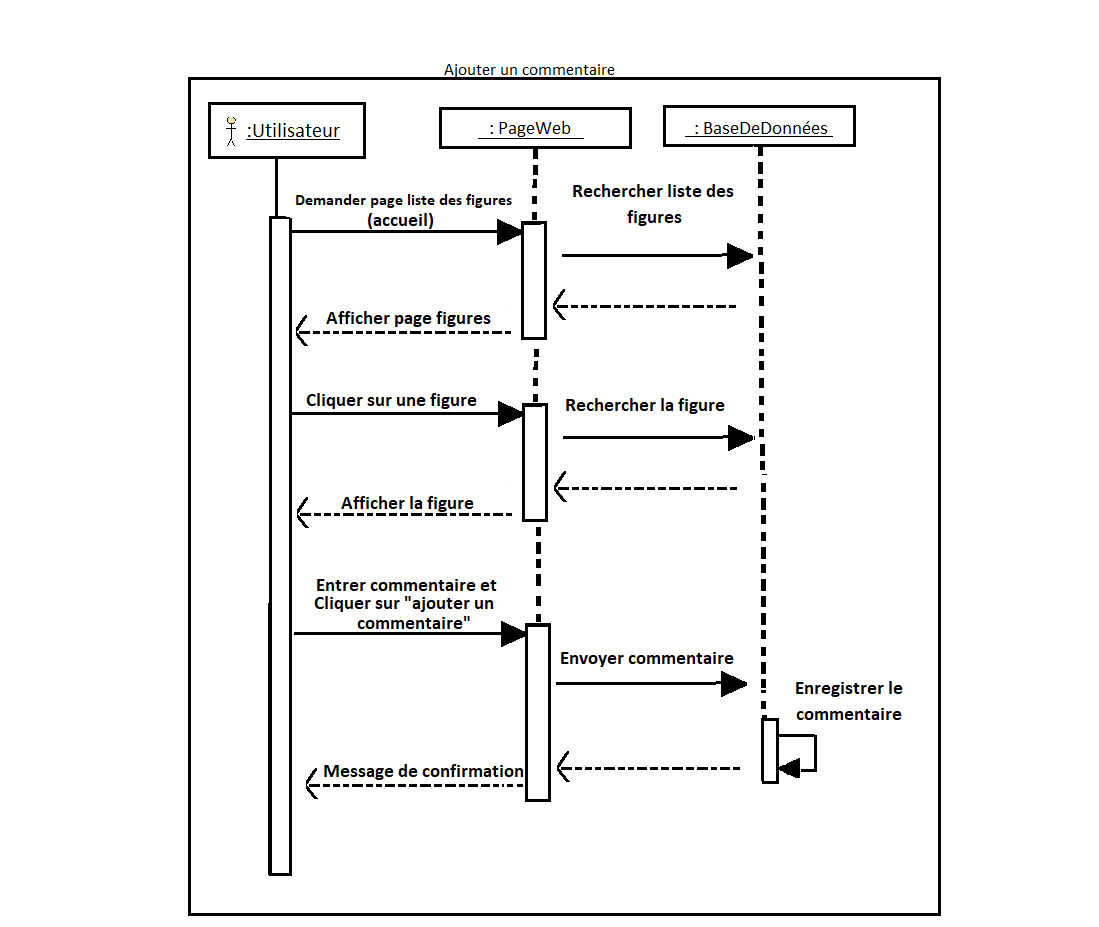 Ajouter un commentaire
:Utilisateur
: PageWeb
: BaseDeDonnées
Demander page liste des figures
(accueil)
Rechercher liste des
figures
Afficher page figures
Cliquer sur une figure
Rechercher la figure
Afficher la figure
Entrer commentaire et
Cliquer sur "ajouter un
commentaire"
Envoyer commentaire
Enregistrer le
commentaire
Message de confirmation